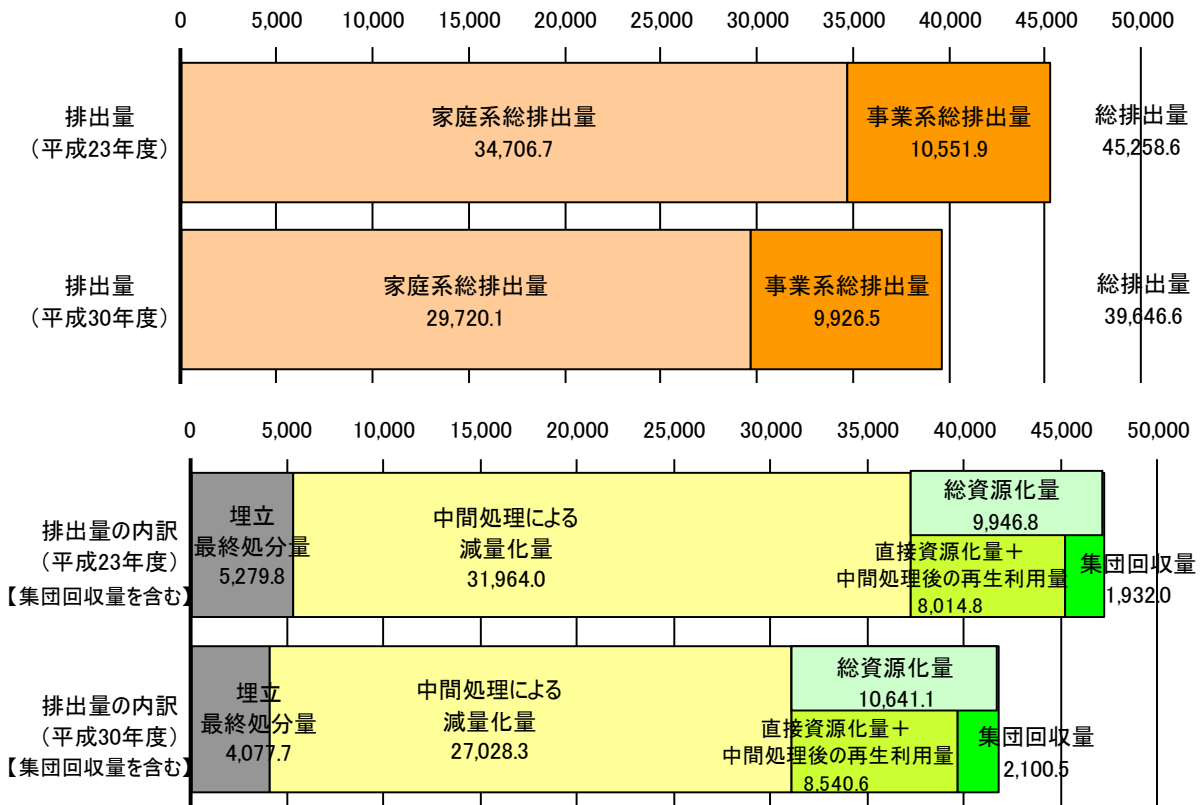 0 5,000 10,000 15,000 20,000 25,000 30,000 35,000 40,000 45,000 50,000
排出量
（平成23年度）
家庭系総排出量
34,706.7
事業系総排出量
10,551.9
総排出量
45,258.6
排出量
（平成30年度）
家庭系総排出量
29,720.1
事業系総排出量
9,926.5
総排出量
39,646.6
0 5,000 10,000 15,000 20,000 25,000 30,000 35,000 40,000 45,000 50,000
排出量の内訳
（平成23年度）
【集団回収量を含む】
埋立
最終処分量
5,279.8
中間処理による
減量化量
31,964.0
総資源化量
9,946.8
直接資源化量＋
中間処理後の再生利用量
8,014.8
集団回収量
1,932.0
排出量の内訳
（平成30年度）
【集団回収量を含む】
埋立
最終処分量
4,077.7
中間処理による
減量化量
27,028.3
総資源化量
10,641.1
直接資源化量＋
中間処理後の再生利用量
8,540.6
集団回収量
2,100.5